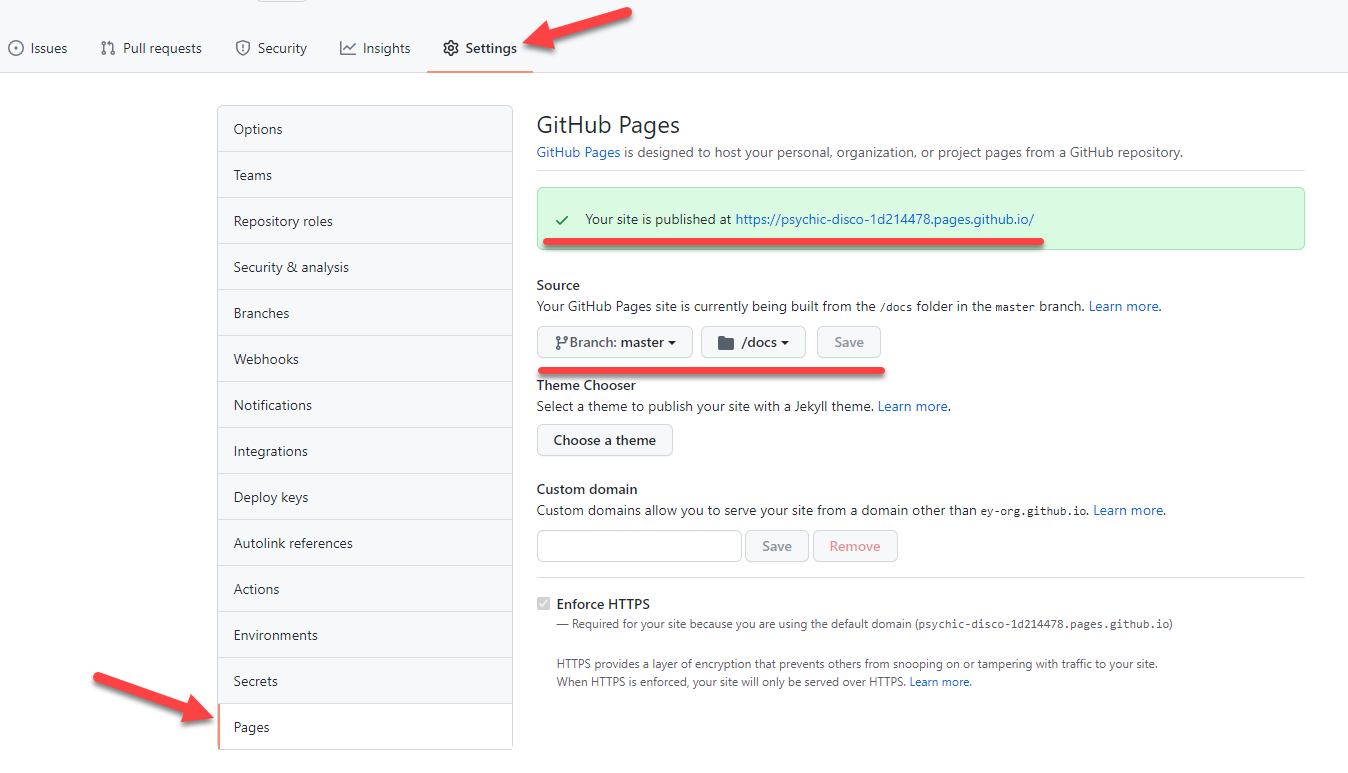 Issues
Pull requests
Security
Insights
Settings
Options
Teams
Repository roles
Security & analysis
Branches
Webhooks
Notifications
Integrations
Deploy keys
Autolink references
Actions
Environments
Secrets
Pages
GitHub Pages
GitHub Pages is designed to host your personal, organization, or project pages from a GitHub repository.
Your site is published at https://psychic-disco-1d214478.pages.github.io/
Source
Your GitHub Pages site is currently being built from the /docs folder in the master branch. Learn more.
Branch: master
/docs
Save
Theme Chooser
Select a theme to publish your site with a Jekyll theme. Learn more.
Choose a theme
Custom domain
Custom domains allow you to serve your site from a domain other than ey-org.github.io. Learn more.
Save
Remove
Enforce HTTPS
— Required for your site because you are using the default domain (psychic-disco-1d214478.pages.github.io)
HTTPS provides a layer of encryption that prevents others from snooping on or tampering with traffic to your site.
When HTTPS is enforced, your site will only be served over HTTPS. Learn more.